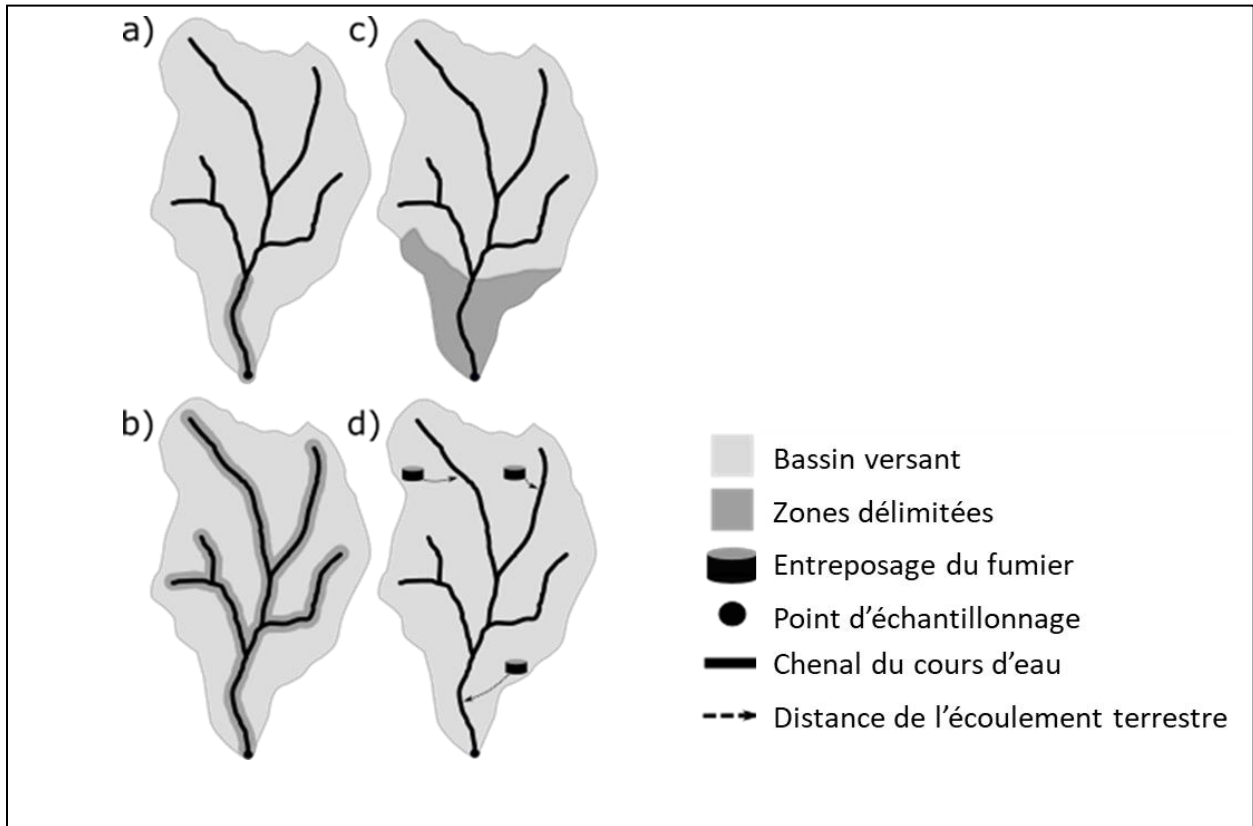 a)
c)
b)
d)
Bassin versant
Zones délimitées
Entreposage du fumier
Point d'échantillonnage
Chenal du cours d'eau
Distance de l'écoulement terrestre